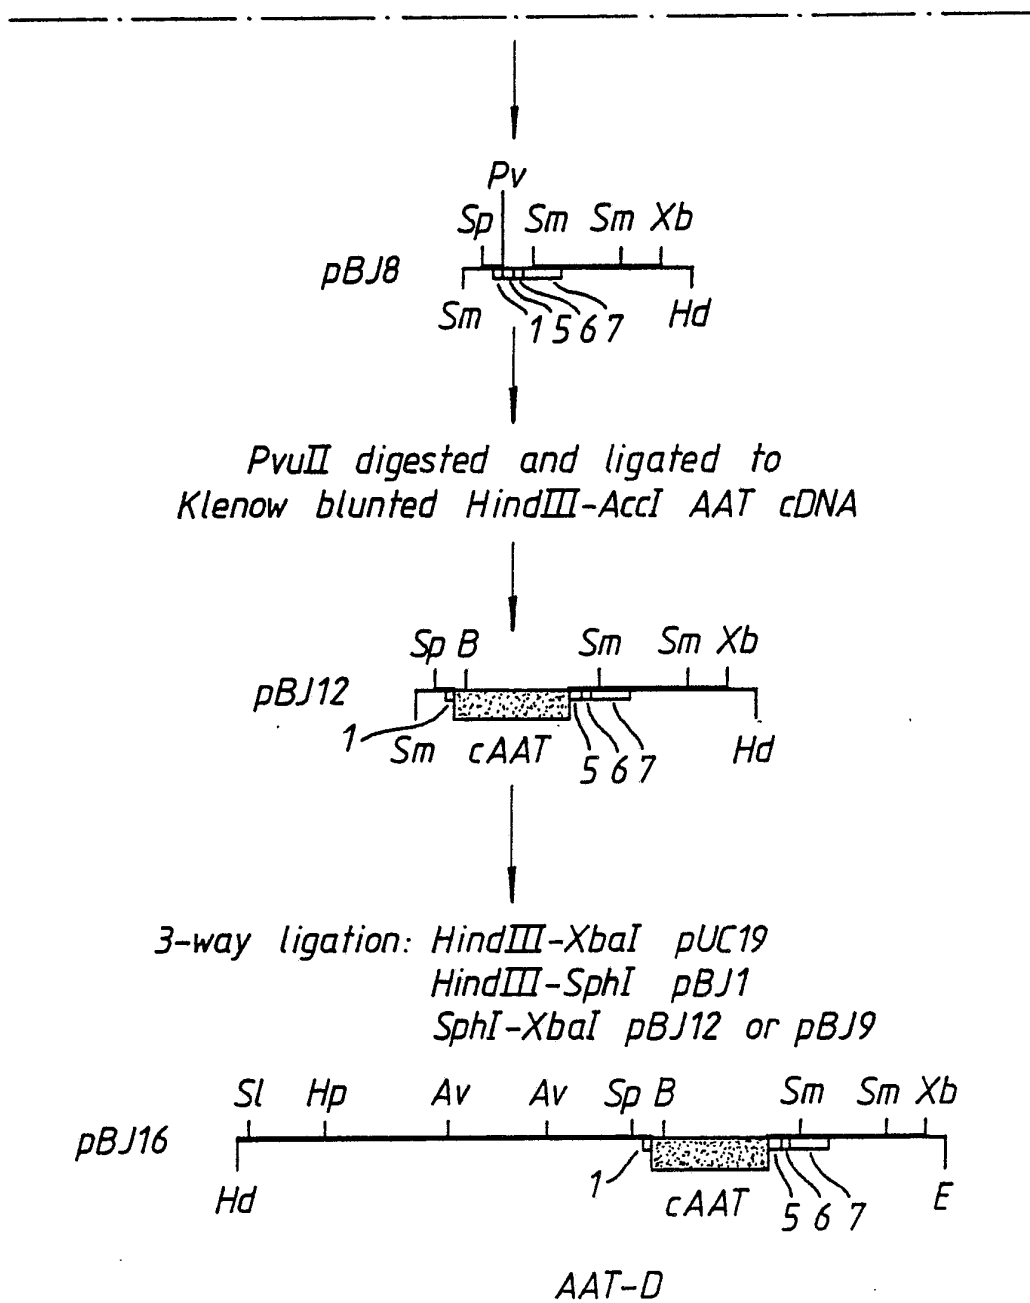 Pv
Sp Sm Sm Xb
pBJ8
Sm 1 5 6 7 Hd
PvuII digested and ligated to
Klenow blunted HindIII-AccI AAT cDNA
Sp B Sm Sm Xb
pBJ12
1 Sm cAAT 5 6 7 Hd
3-way ligation: HindIII-XbaI pUC19
HindIII-SphI pBJ1
SphI-XbaI pBJ12 or pBJ9
Sl Hp Av Av Sp B Sm Sm Xb
pBJ16
Hd 1 cAAT 5 6 7 E
AAT-D